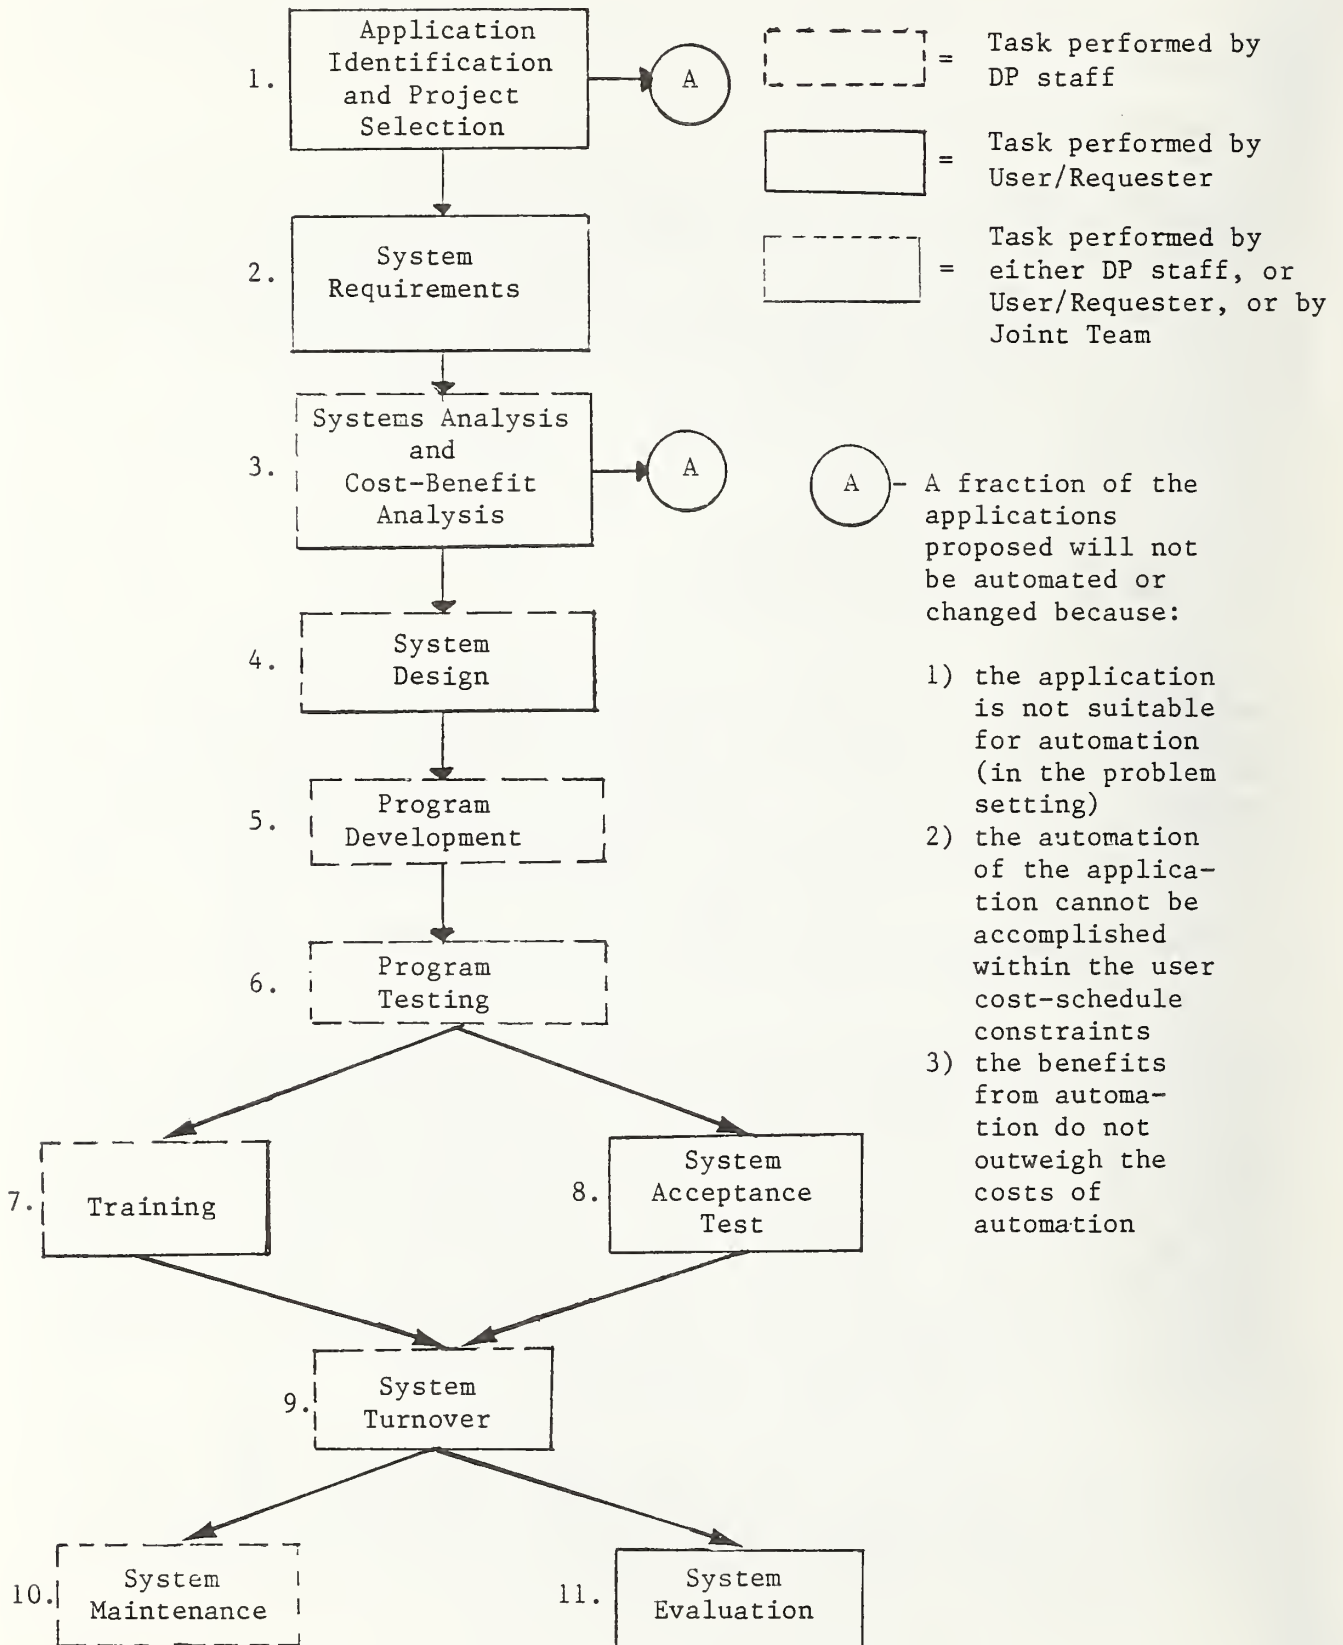 1.
Application
Identification
and Project
Selection
A
= Task performed by
DP staff
= Task performed by
User/Requester
= Task performed by
either DP staff, or
User/Requester, or by
Joint Team
2.
System
Requirements
3.
Systems Analysis
and
Cost-Benefit
Analysis
A
A - A fraction of the
applications
proposed will not
be automated or
changed because:
1) the application
is not suitable
for automation
(in the problem
setting)
2) the automation
of the applica-
tion cannot be
accomplished
within the user
cost-schedule
constraints
3) the benefits
from automa-
tion do not
outweigh the
costs of
automation
4.
System
Design
5.
Program
Development
6.
Program
Testing
7.
Training
8.
System
Acceptance
Test
9.
System
Turnover
10.
System
Maintenance
11.
System
Evaluation